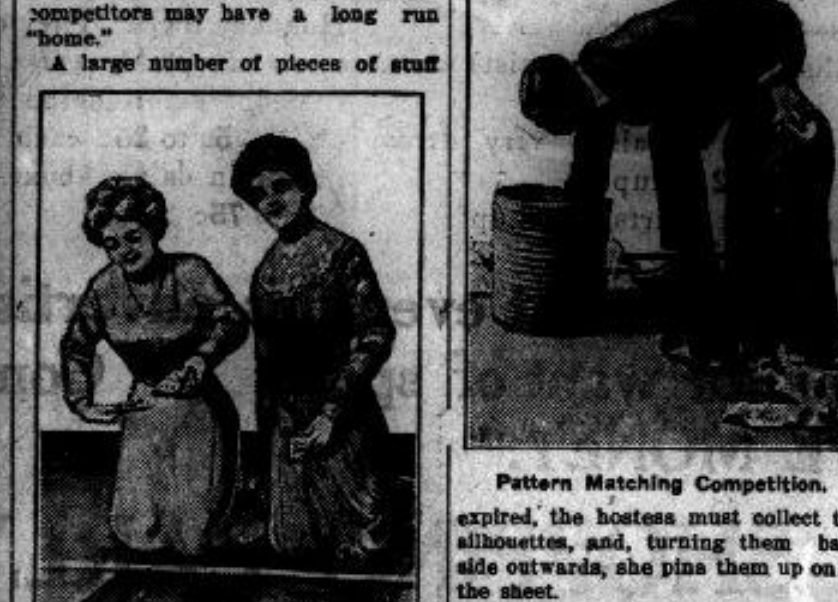 competitors may have a long run
"home."
A large number of pieces of stuff
Pattern Matching Competition.
expired, the hostess must collect
silhouettes, and, turning them
side outwards, she pins them up on
the sheet.